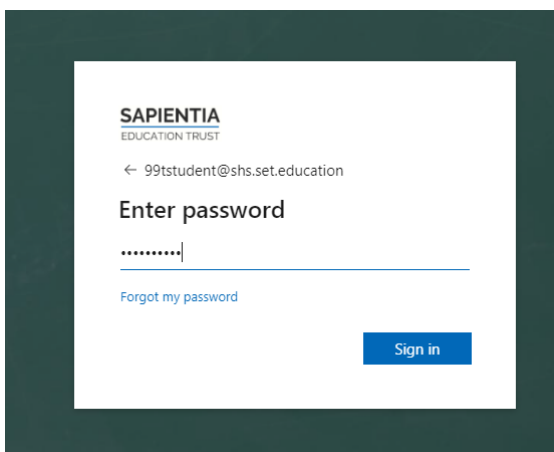 SAPIENTIA
EDUCATION TRUST
← 99tstudent@shs.set.education
Enter password
••••••••••
Forgot my password
Sign in